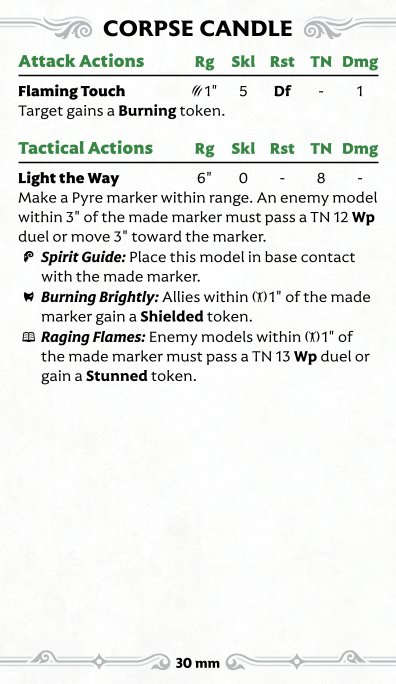 CORPSE CANDLE
Attack Actions Rg Skl Rst TN Dmg
Flaming Touch 1" 5 Df - 1
Target gains a Burning token.
Tactical Actions Rg Skl Rst TN Dmg
Light the Way 6" 0 - 8 -
Make a Pyre marker within range. An enemy model
within 3" of the made marker must pass a TN 12 Wp
duel or move 3" toward the marker.
Spirit Guide: Place this model in base contact
with the made marker.
Burning Brightly: Allies within 1" of the made
marker gain a Shielded token.
Raging Flames: Enemy models within 1" of
the made marker must pass a TN 13 Wp duel or
gain a Stunned token.
30 mm